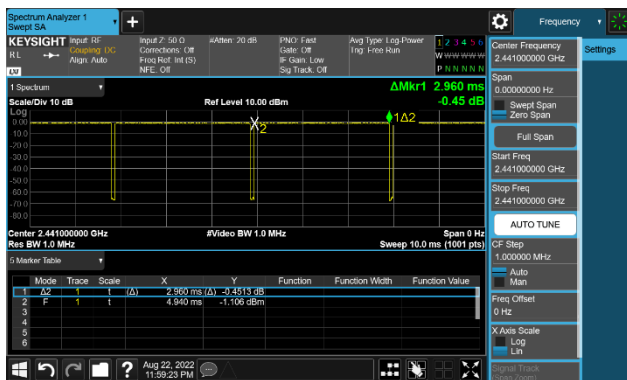 Spectrum Analyzer 1
Swept SA
+
Frequency
KEYSIGHT Input: RF
RL
Coupling: DC
Align: Auto
Input Z: 50 Ω
Corrections: Off
Freq Ref: Int (S)
NFE: Off
#Atten: 20 dB
PNO: Fast
Gate: Off
IF Gain: Low
Sig Track: Off
Avg Type: Log-Power
Trig: Free Run
1 2 3 4 5 6
W W W W W W
P N N N N N
LXI
1 Spectrum
Scale/Div 10 dB
Ref Level 10.00 dBm
ΔMkr1 2.960 ms
-0.45 dB
Log
0.00
-10.0
-20.0
-30.0
-40.0
-50.0
-60.0
-70.0
-80.0
X2
1Δ2
Center 2.441000000 GHz
#Video BW 1.0 MHz
Span 0 Hz
Res BW 1.0 MHz
Sweep 10.0 ms (1001 pts)
5 Marker Table
Mode Trace Scale X Y Function Function Width Function Value
1 Δ2 1 t (Δ) 2.960 ms (Δ) -0.4513 dB
2 F 1 t 4.940 ms -1.106 dBm
3
4
5
6
Center Frequency
2.441000000 GHz
Settings
Span
0.00000000 Hz
Swept Span
Zero Span
Full Span
Start Freq
2.441000000 GHz
Stop Freq
2.441000000 GHz
AUTO TUNE
CF Step
1.000000 MHz
Auto
Man
Freq Offset
0 Hz
X Axis Scale
Log
Lin
Signal Track
(Span Zoom)
?
Aug 22, 2022
11:59:23 PM